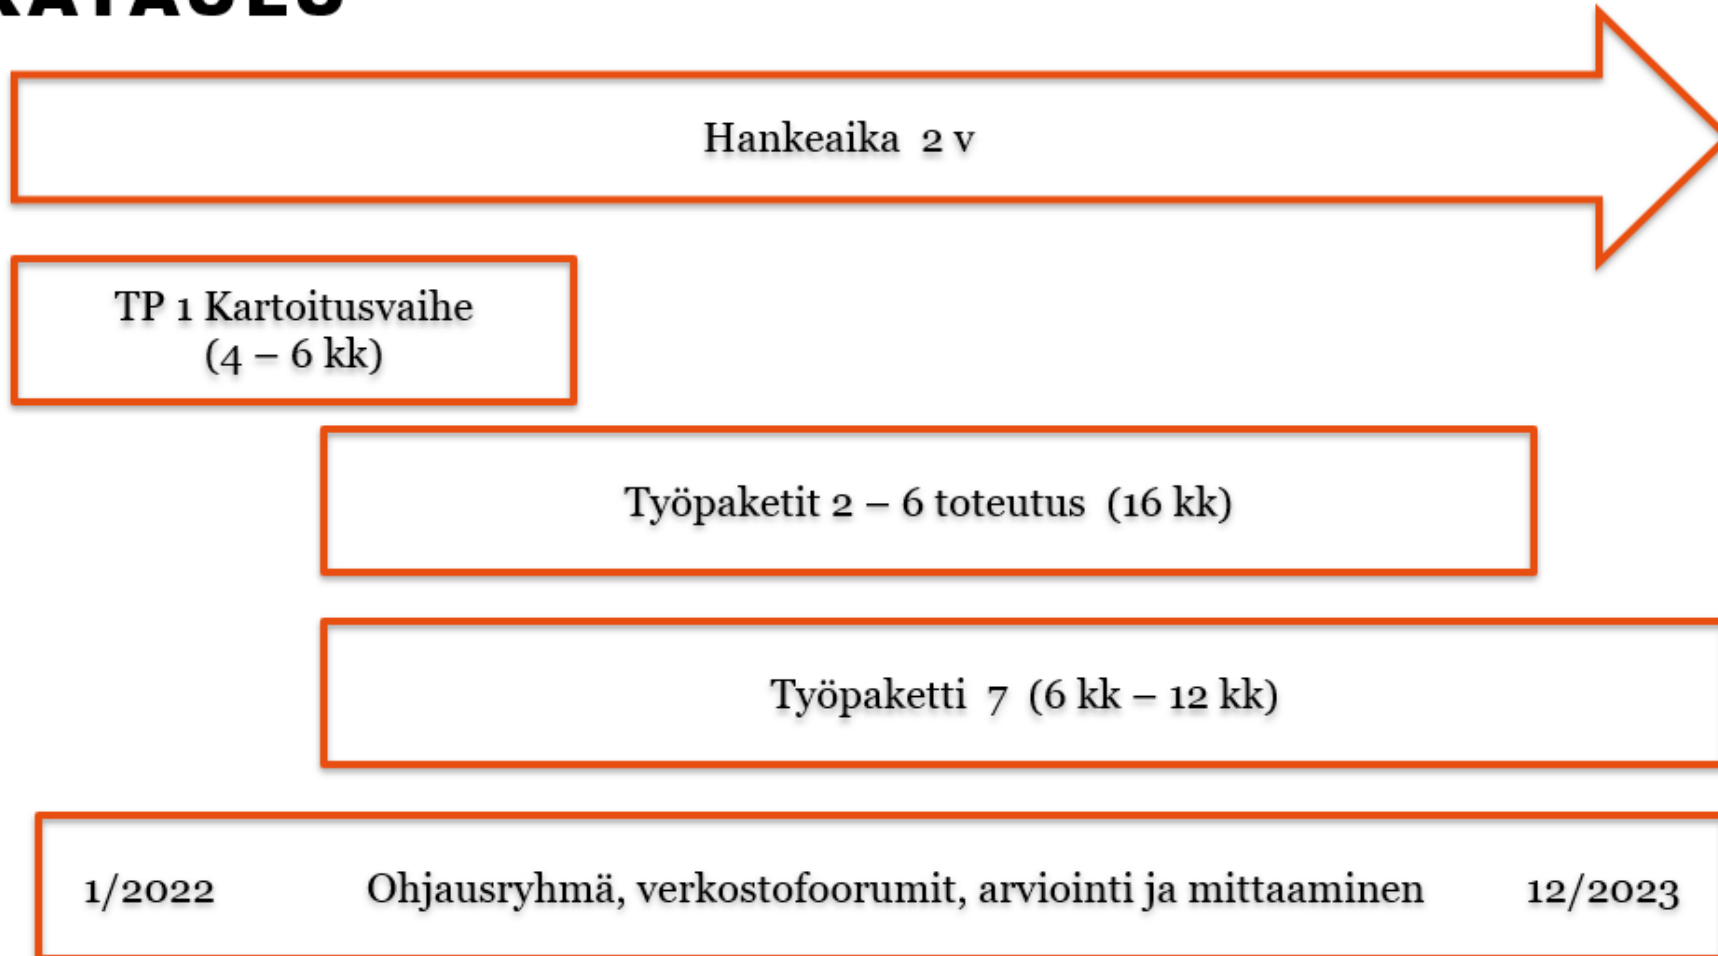 Hankeaika 2 v
TP 1 Kartoitusvaihe
(4 – 6 kk)
Työpaketit 2 – 6 toteutus (16 kk)
Työpaketti 7 (6 kk – 12 kk)
1/2022 Ohjausryhmä, verkostofoorumit, arviointi ja mittaaminen 12/2023